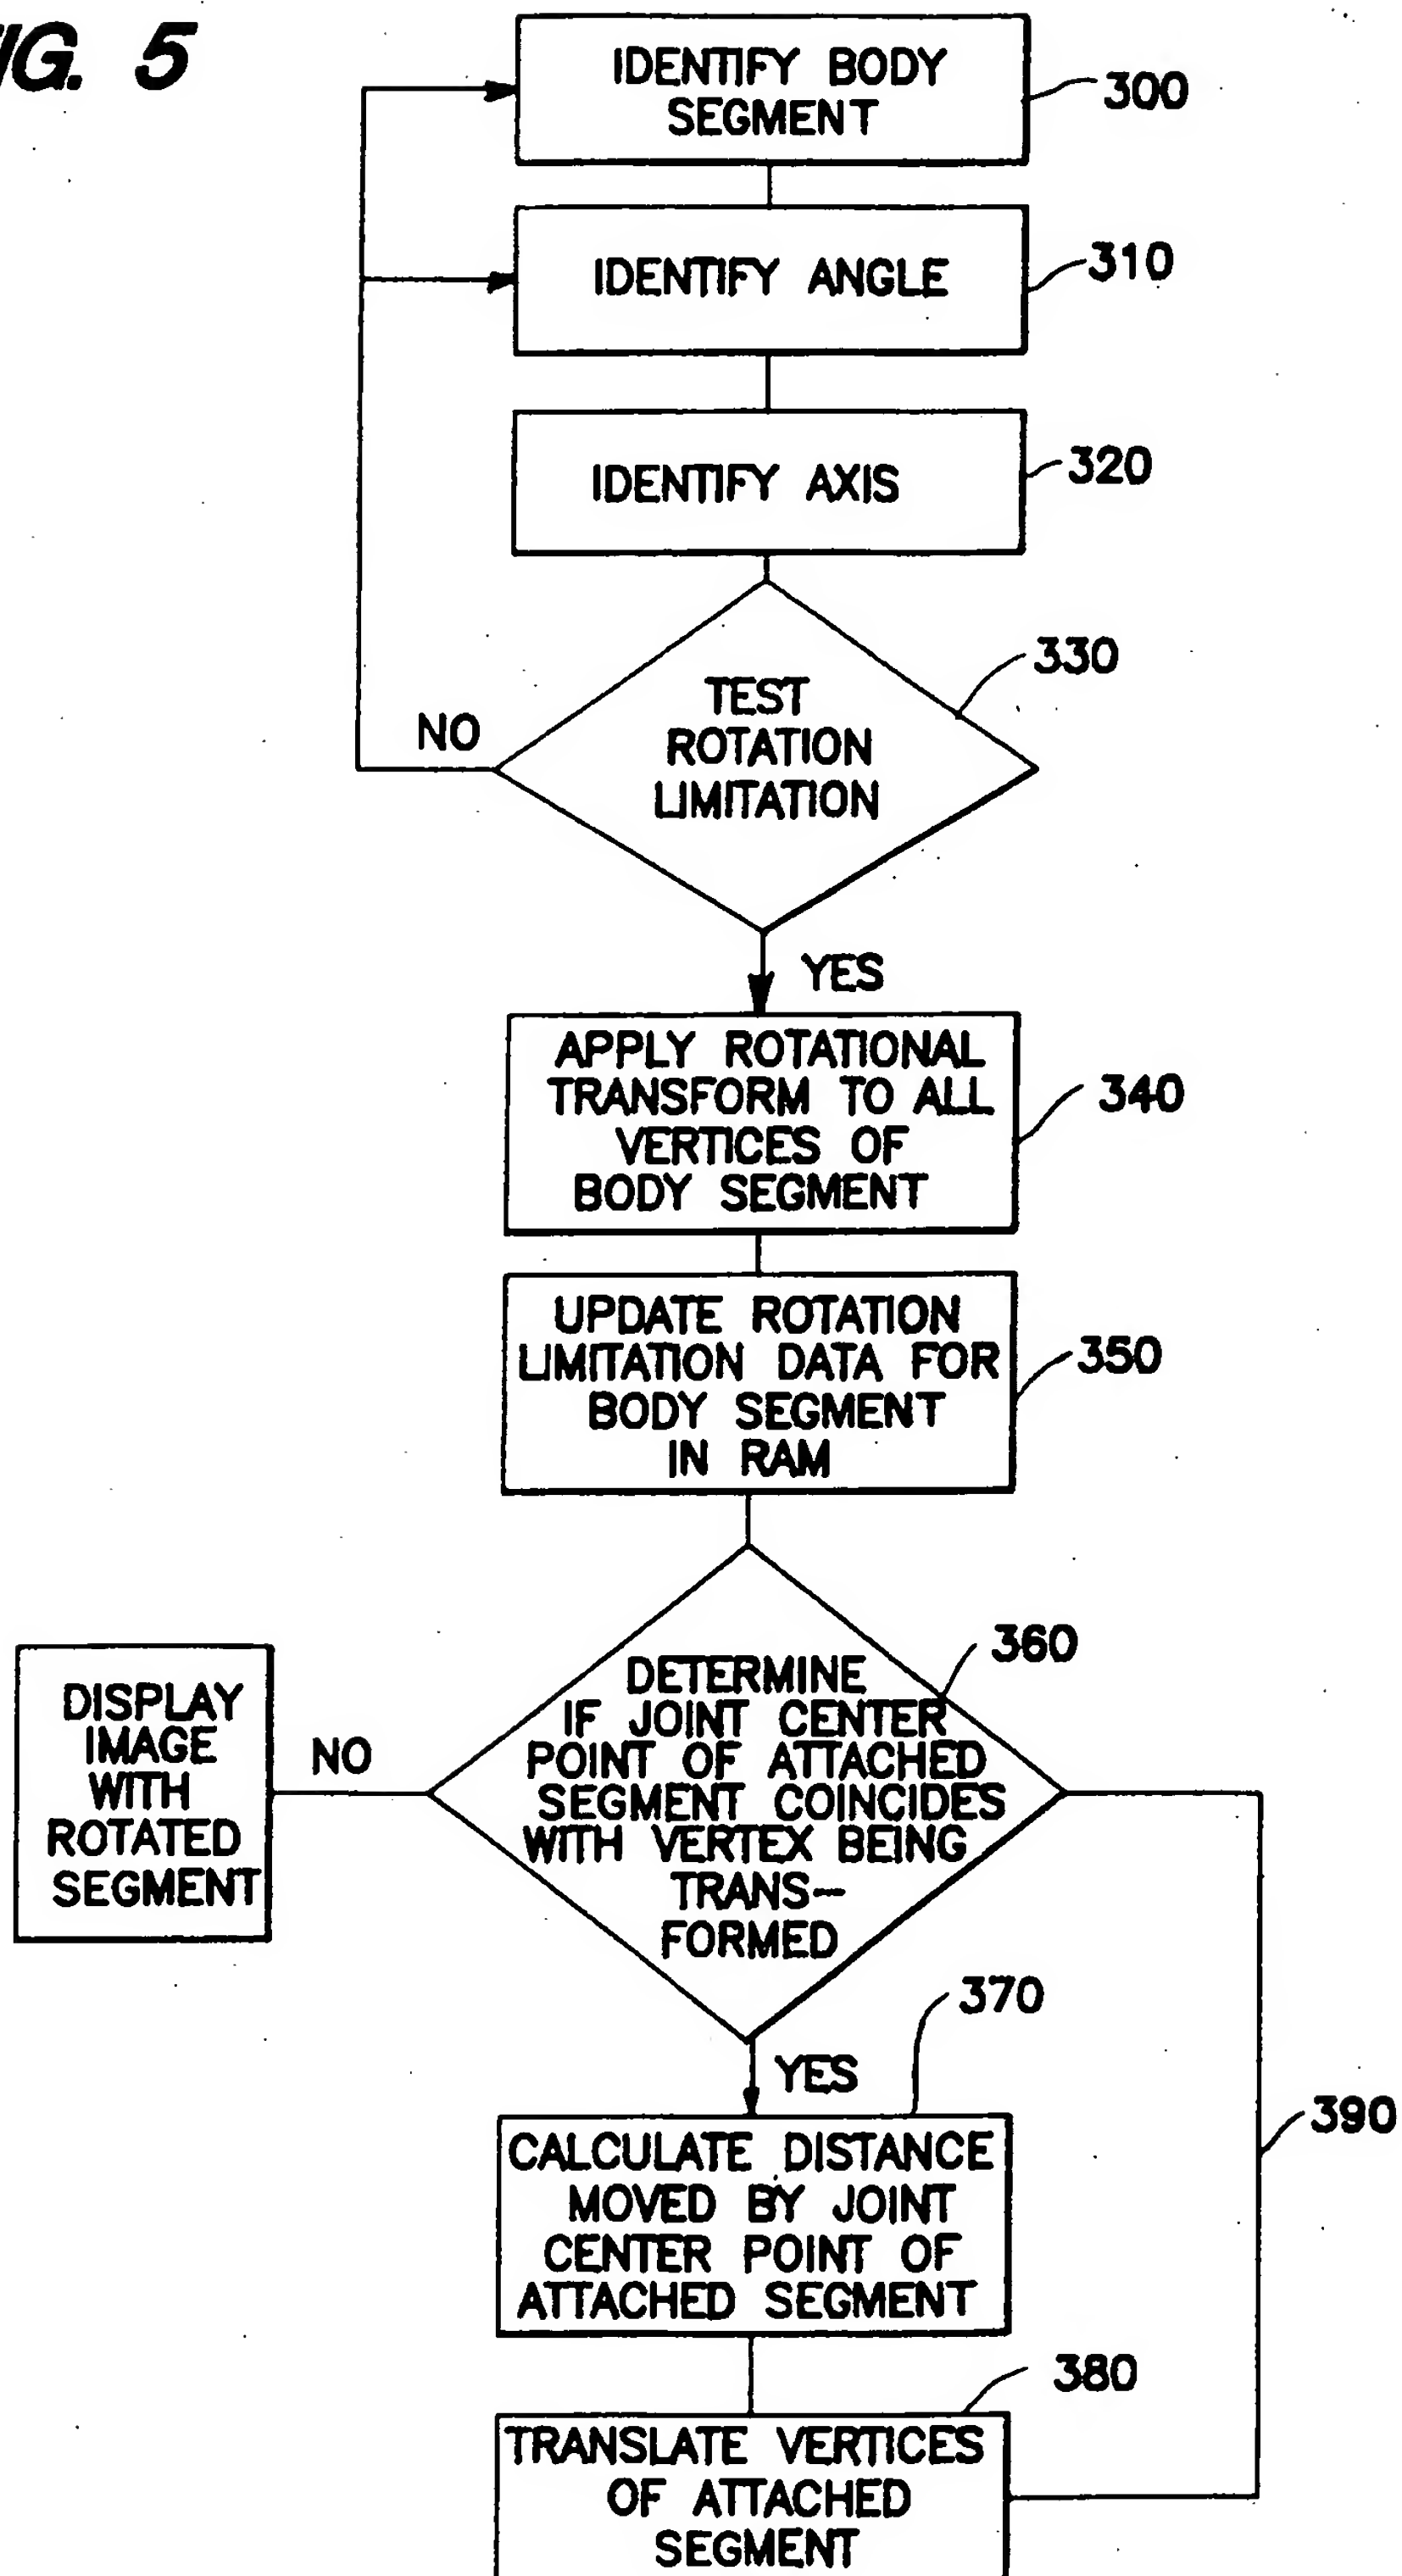 IG. 5
IDENTIFY BODY
SEGMENT
300
IDENTIFY ANGLE
310
IDENTIFY AXIS
320
TEST
ROTATION
LIMITATION
330
NO
YES
APPLY ROTATIONAL
TRANSFORM TO ALL
VERTICES OF
BODY SEGMENT
340
UPDATE ROTATION
LIMITATION DATA FOR
BODY SEGMENT
IN RAM
350
DETERMINE
IF JOINT CENTER
POINT OF ATTACHED
SEGMENT COINCIDES
WITH VERTEX BEING
TRANS-
FORMED
360
NO
DISPLAY
IMAGE
WITH
ROTATED
SEGMENT
YES
370
CALCULATE DISTANCE
MOVED BY JOINT
CENTER POINT OF
ATTACHED SEGMENT
390
380
TRANSLATE VERTICES
OF ATTACHED
SEGMENT